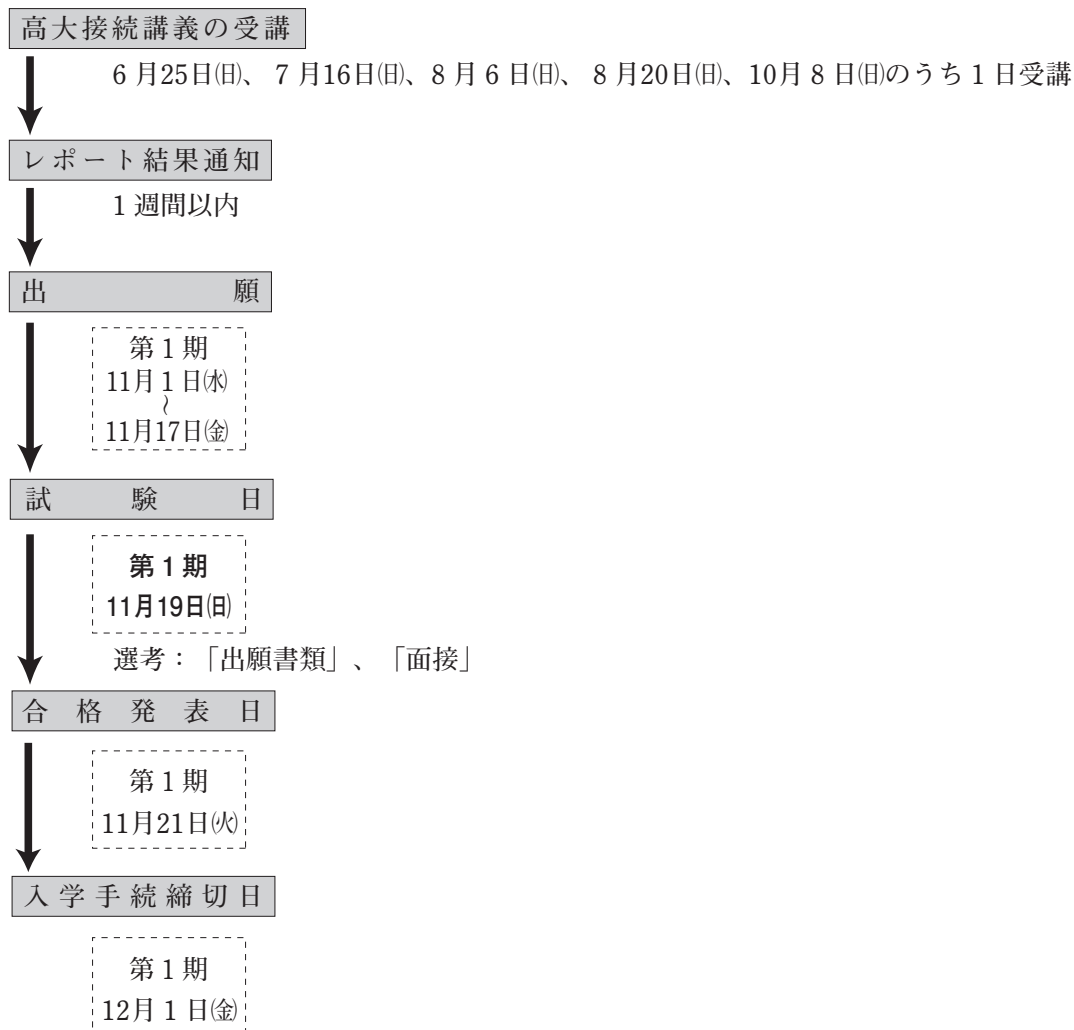 高大接続講義の受講
6月25日㈰、7月16日㈰、8月6日㈰、8月20日㈰、10月8日㈰のうち1日受講
レポート結果通知
1週間以内
出願
第1期
11月1日㈬
〜
11月17日㈮
試験日
第1期
11月19日㈰
選考：「出願書類」、「面接」
合格発表日
第1期
11月21日㈫
入学手続締切日
第1期
12月1日㈮